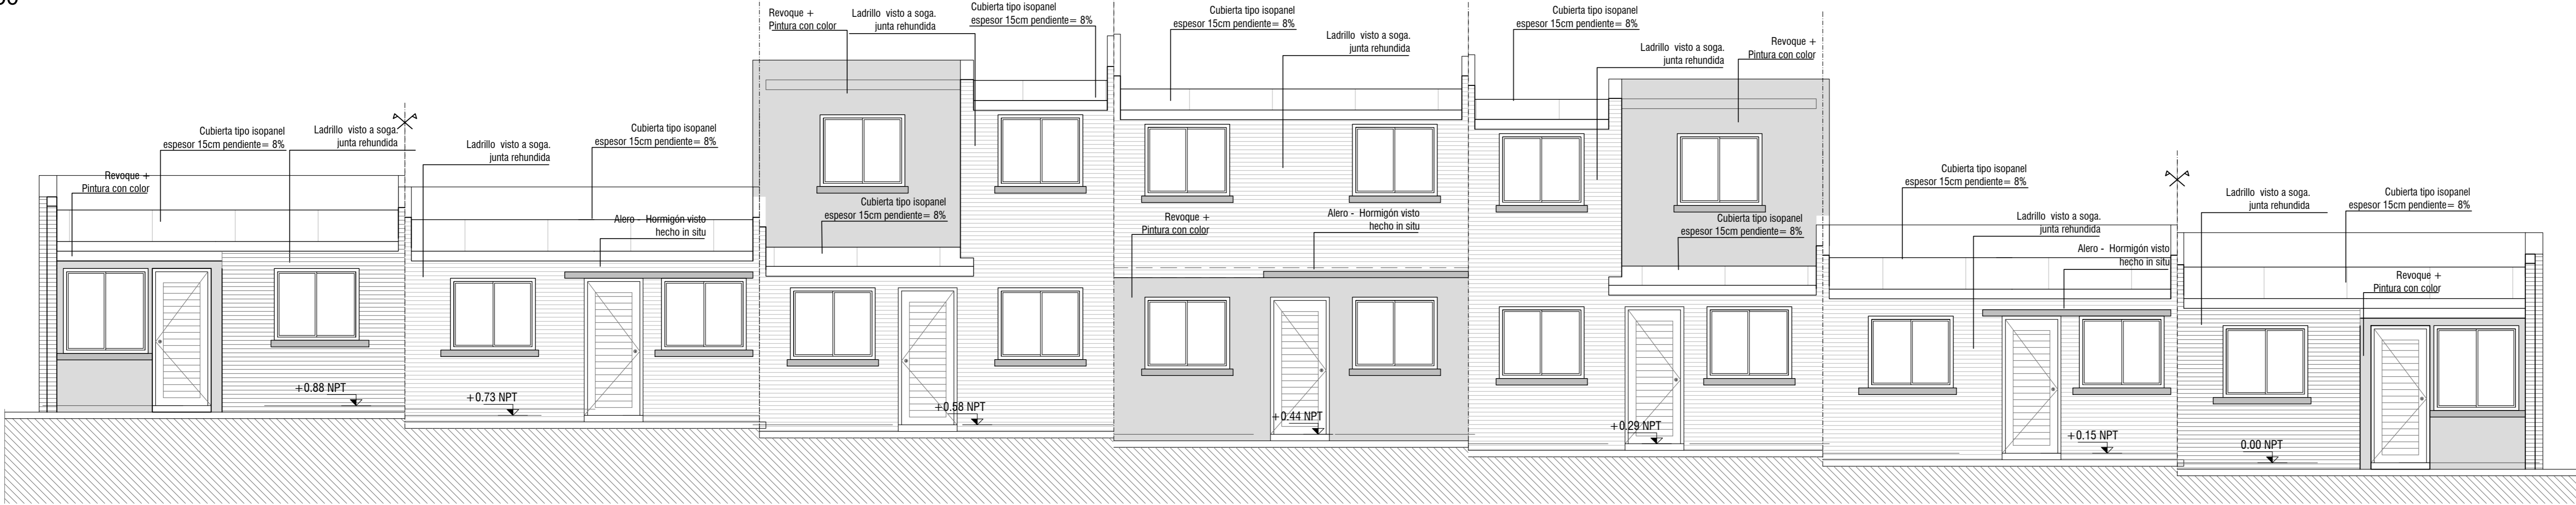 Revoque +
Pintura con color
Cubierta tipo isopanel
espesor 15cm pendiente= 8%
Ladrillo  visto a soga.
junta rehundida
+0.88 NPT
Ladrillo  visto a soga.
junta rehundida
Cubierta tipo isopanel
espesor 15cm pendiente= 8%
Alero -  Hormigón visto
hecho in situ
+0.73 NPT
Revoque +
Pintura con color
Ladrillo  visto a soga.
junta rehundida
Cubierta tipo isopanel
espesor 15cm pendiente= 8%
Cubierta tipo isopanel
espesor 15cm pendiente= 8%
+0.58 NPT
Cubierta tipo isopanel
espesor 15cm pendiente= 8%
Ladrillo  visto a soga.
junta rehundida
Revoque +
Pintura con color
Alero -  Hormigón visto
hecho in situ
+0.44 NPT
Cubierta tipo isopanel
espesor 15cm pendiente= 8%
Ladrillo  visto a soga.
junta rehundida
Revoque +
Pintura con color
Cubierta tipo isopanel
espesor 15cm pendiente= 8%
+0.29 NPT
Cubierta tipo isopanel
espesor 15cm pendiente= 8%
Ladrillo  visto a soga.
junta rehundida
Alero -  Hormigón visto
hecho in situ
+0.15 NPT
Ladrillo  visto a soga.
junta rehundida
Cubierta tipo isopanel
espesor 15cm pendiente= 8%
Revoque +
Pintura con color
0.00 NPT